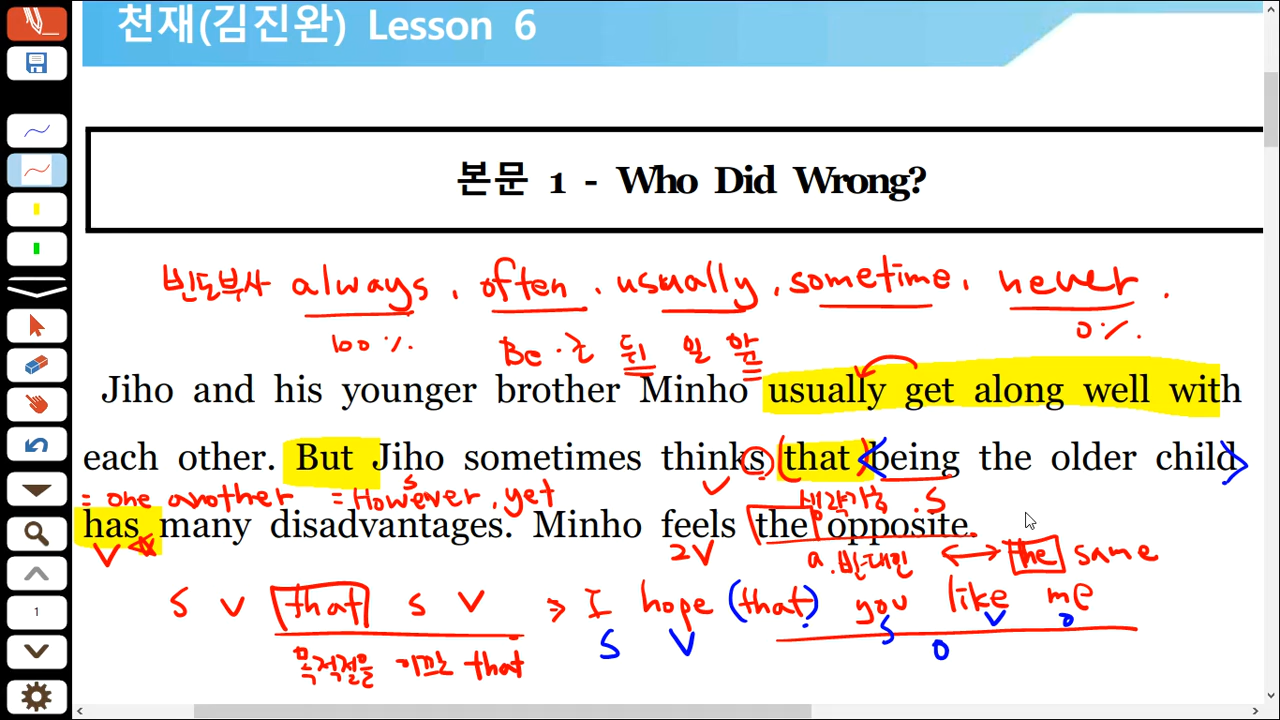 천재(김진완) Lesson 6
본문 1 - Who Did Wrong?
빈도부사 always, often, usually, sometime, never.
100 %. Be·조 뒤 일 앞 0 %.
Jiho and his younger brother Minho usually get along well with
each other. But Jiho sometimes thinks (that) <being the older child>
= one another = However, yet S V 생략가능. S
has many disadvantages. Minho feels the opposite.
V 2V a. 반대인 ↔ the same
S V that S V → I hope (that) you like me
S V S V O
O
목적절을 이끄는 that
1